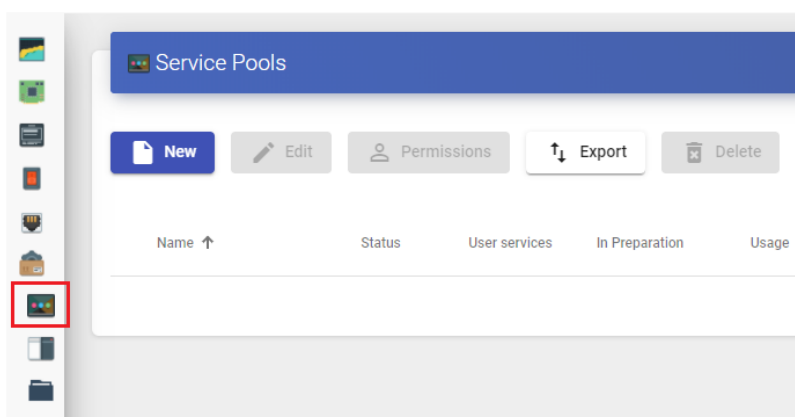 Service Pools
New Edit Permissions Export Delete
Name Status User services In Preparation Usage